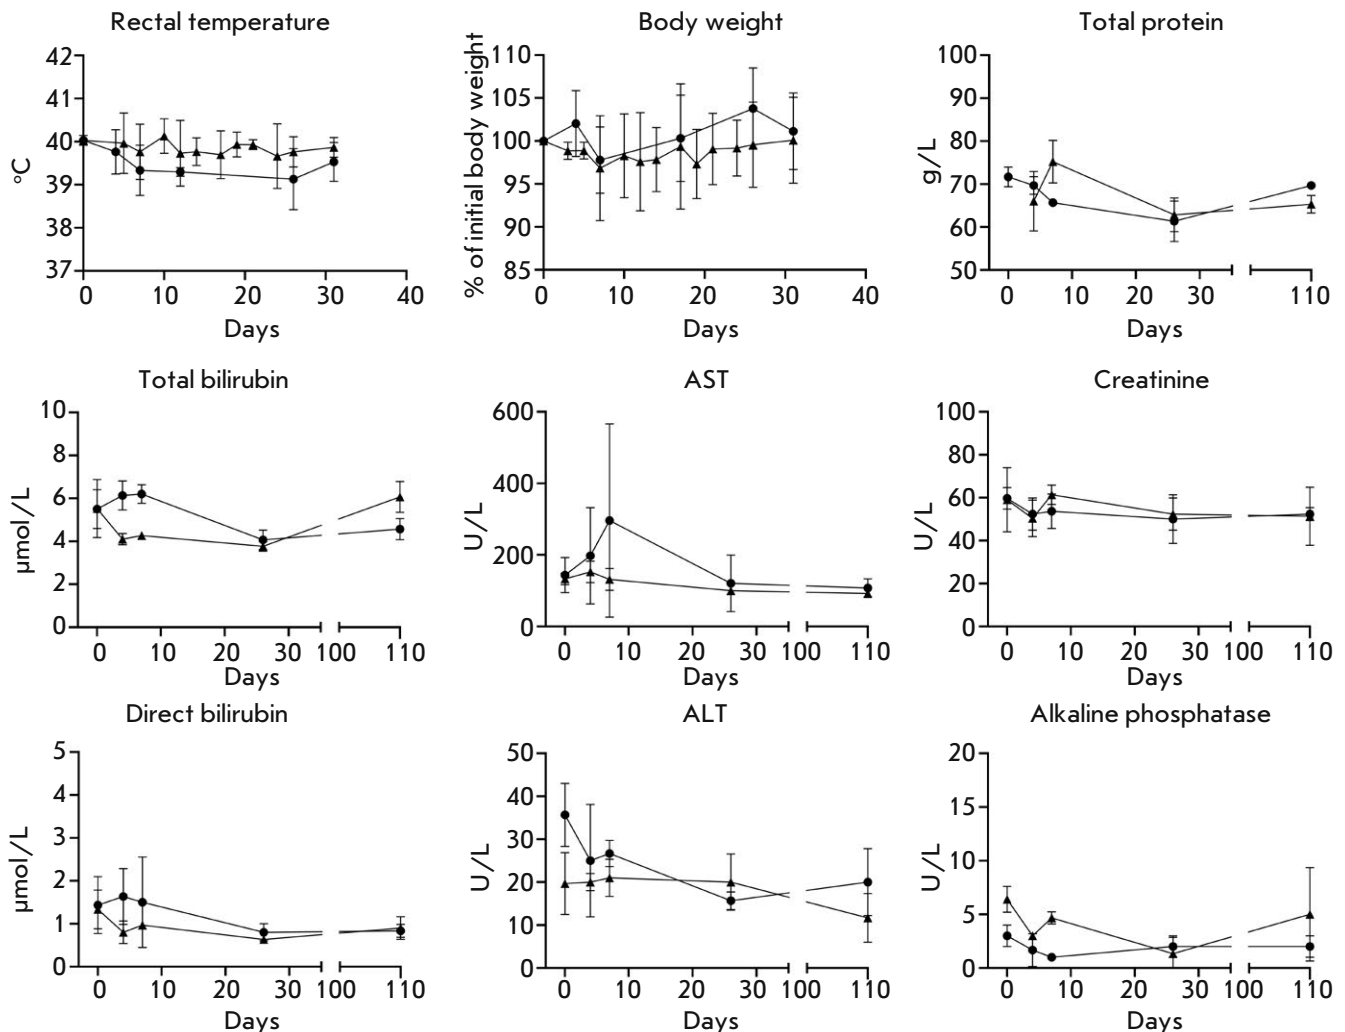 Rectal temperature
42
41
40
39
38
37
°C
0 10 20 30 40
Days
Body weight
110
105
100
95
90
85
% of initial body weight
0 10 20 30 40
Days
Total protein
100
90
80
70
60
50
g/L
0 10 20 30 110
Days
Total bilirubin
10
8
6
4
2
0
μmol/L
0 10 20 30 100 110
Days
AST
600
400
200
0
U/L
0 10 20 30 100 110
Days
Creatinine
100
80
60
40
20
0
U/L
0 10 20 30 100 110
Days
Direct bilirubin
5
4
3
2
1
0
μmol/L
0 10 20 30 100 110
Days
ALT
50
40
30
20
10
0
U/L
0 10 20 30 100 110
Days
Alkaline phosphatase
20
15
10
5
0
U/L
0 10 20 30 100 110
Days